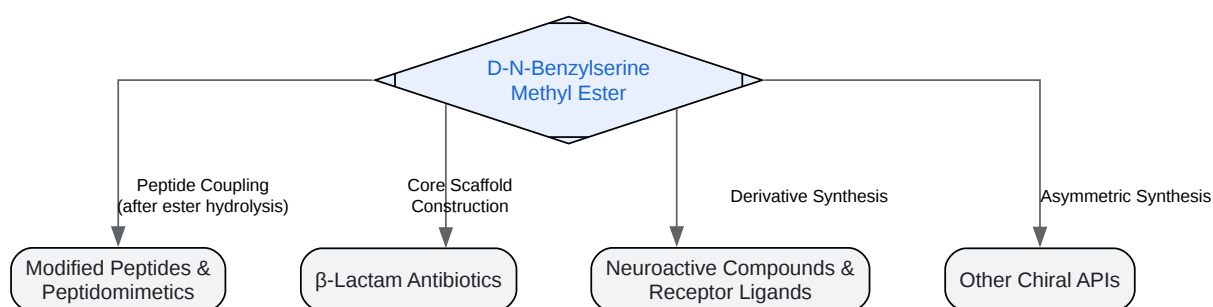 D-N-Benzylserine
Methyl Ester
Peptide Coupling
(after ester hydrolysis)
Core Scaffold
Construction
Derivative Synthesis
Asymmetric Synthesis
Modified Peptides &
Peptidomimetics
β-Lactam Antibiotics
Neuroactive Compounds &
Receptor Ligands
Other Chiral APIs